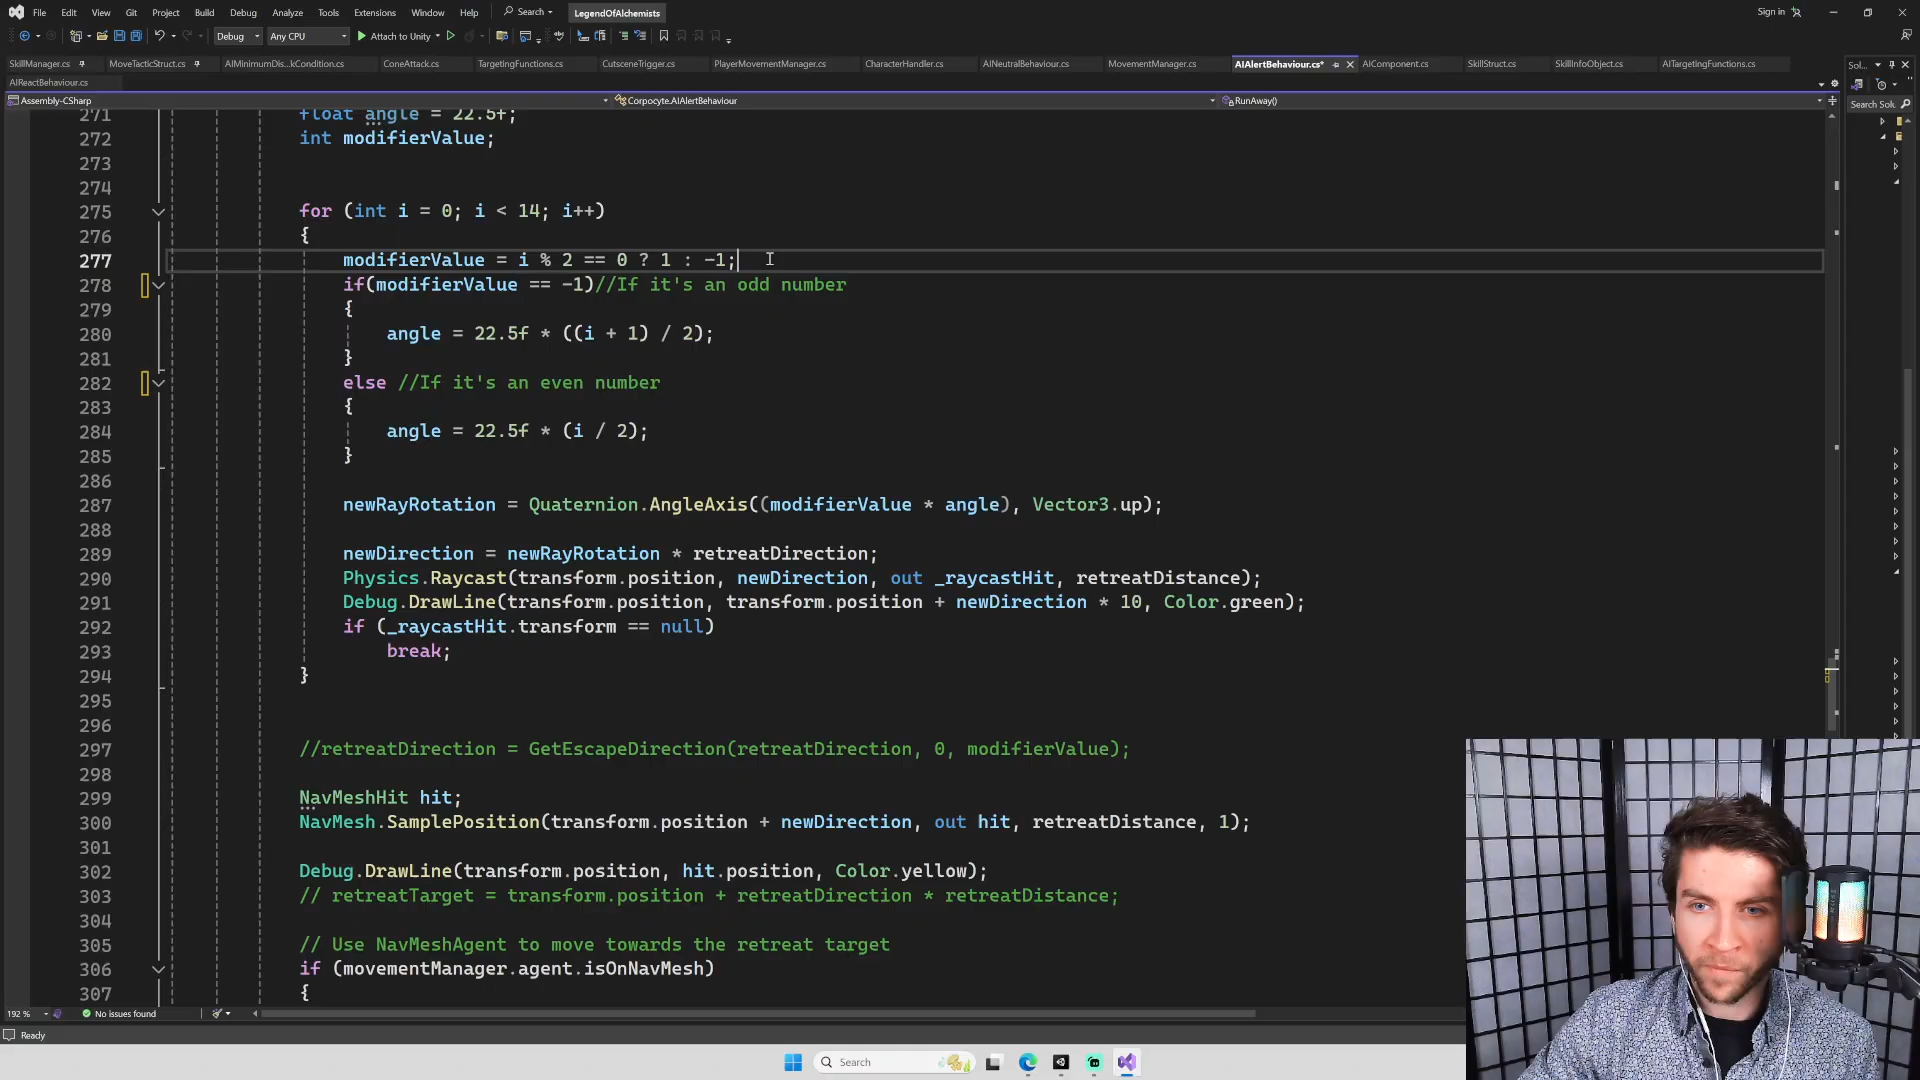 File Edit View Git Project Build Debug Analyze Tools Extensions Window Help Search LegendOfAlchemists Sign in
Debug Any CPU Attach to Unity
SkillManager.cs MoveTacticStruct.cs AIMinimumDis...kCondition.cs ConeAttack.cs TargetingFunctions.cs CutsceneTrigger.cs PlayerMovementManager.cs CharacterHandler.cs AINeutralBehaviour.cs MovementManager.cs AIAlertBehaviour.cs* AIComponent.cs SkillStruct.cs SkillInfoObject.cs AITargetingFunctions.cs Sol...
AIReactBehaviour.cs
Assembly-CSharp Corpocyte.AIAlertBehaviour RunAway() Search Solu
271 float angle = 22.5f;
272 int modifierValue;
273
274
275 for (int i = 0; i < 14; i++)
276 {
277 modifierValue = i % 2 == 0 ? 1 : -1;
278 if(modifierValue == -1)//If it's an odd number
279 {
280 angle = 22.5f * ((i + 1) / 2);
281 }
282 else //If it's an even number
283 {
284 angle = 22.5f * (i / 2);
285 }
286
287 newRayRotation = Quaternion.AngleAxis((modifierValue * angle), Vector3.up);
288
289 newDirection = newRayRotation * retreatDirection;
290 Physics.Raycast(transform.position, newDirection, out _raycastHit, retreatDistance);
291 Debug.DrawLine(transform.position, transform.position + newDirection * 10, Color.green);
292 if (_raycastHit.transform == null)
293 break;
294 }
295
296
297 //retreatDirection = GetEscapeDirection(retreatDirection, 0, modifierValue);
298
299 NavMeshHit hit;
300 NavMesh.SamplePosition(transform.position + newDirection, out hit, retreatDistance, 1);
301
302 Debug.DrawLine(transform.position, hit.position, Color.yellow);
303 // retreatTarget = transform.position + retreatDirection * retreatDistance;
304
305 // Use NavMeshAgent to move towards the retreat target
306 if (movementManager.agent.isOnNavMesh)
307 {
192 % No issues found
Ready
Search